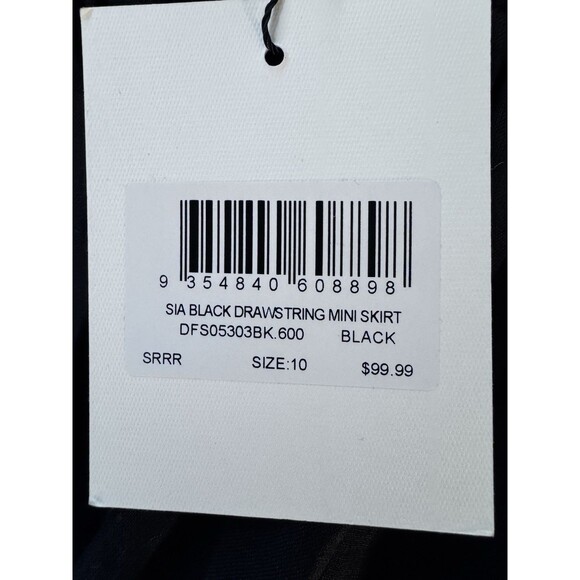 9 354840 608898
SIA BLACK DRAWSTRING MINI SKIRT
DFS05303BK.600 BLACK
SRRR SIZE:10 $99.99